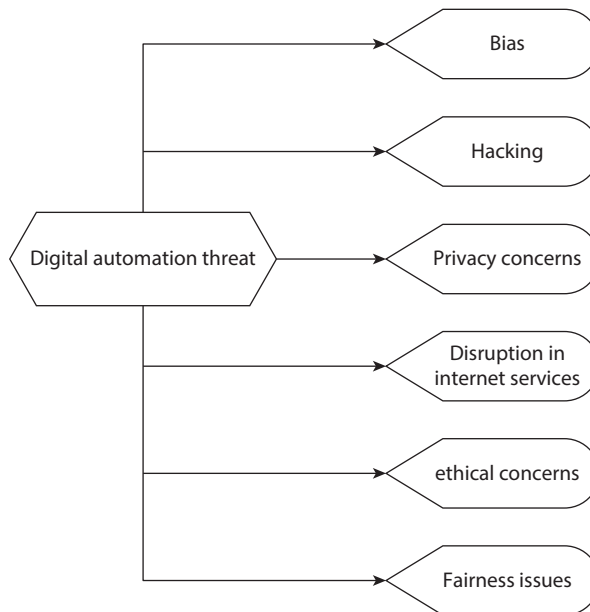 Bias
Hacking
Digital automation threat
Privacy concerns
Disruption in
internet services
ethical concerns
Fairness issues